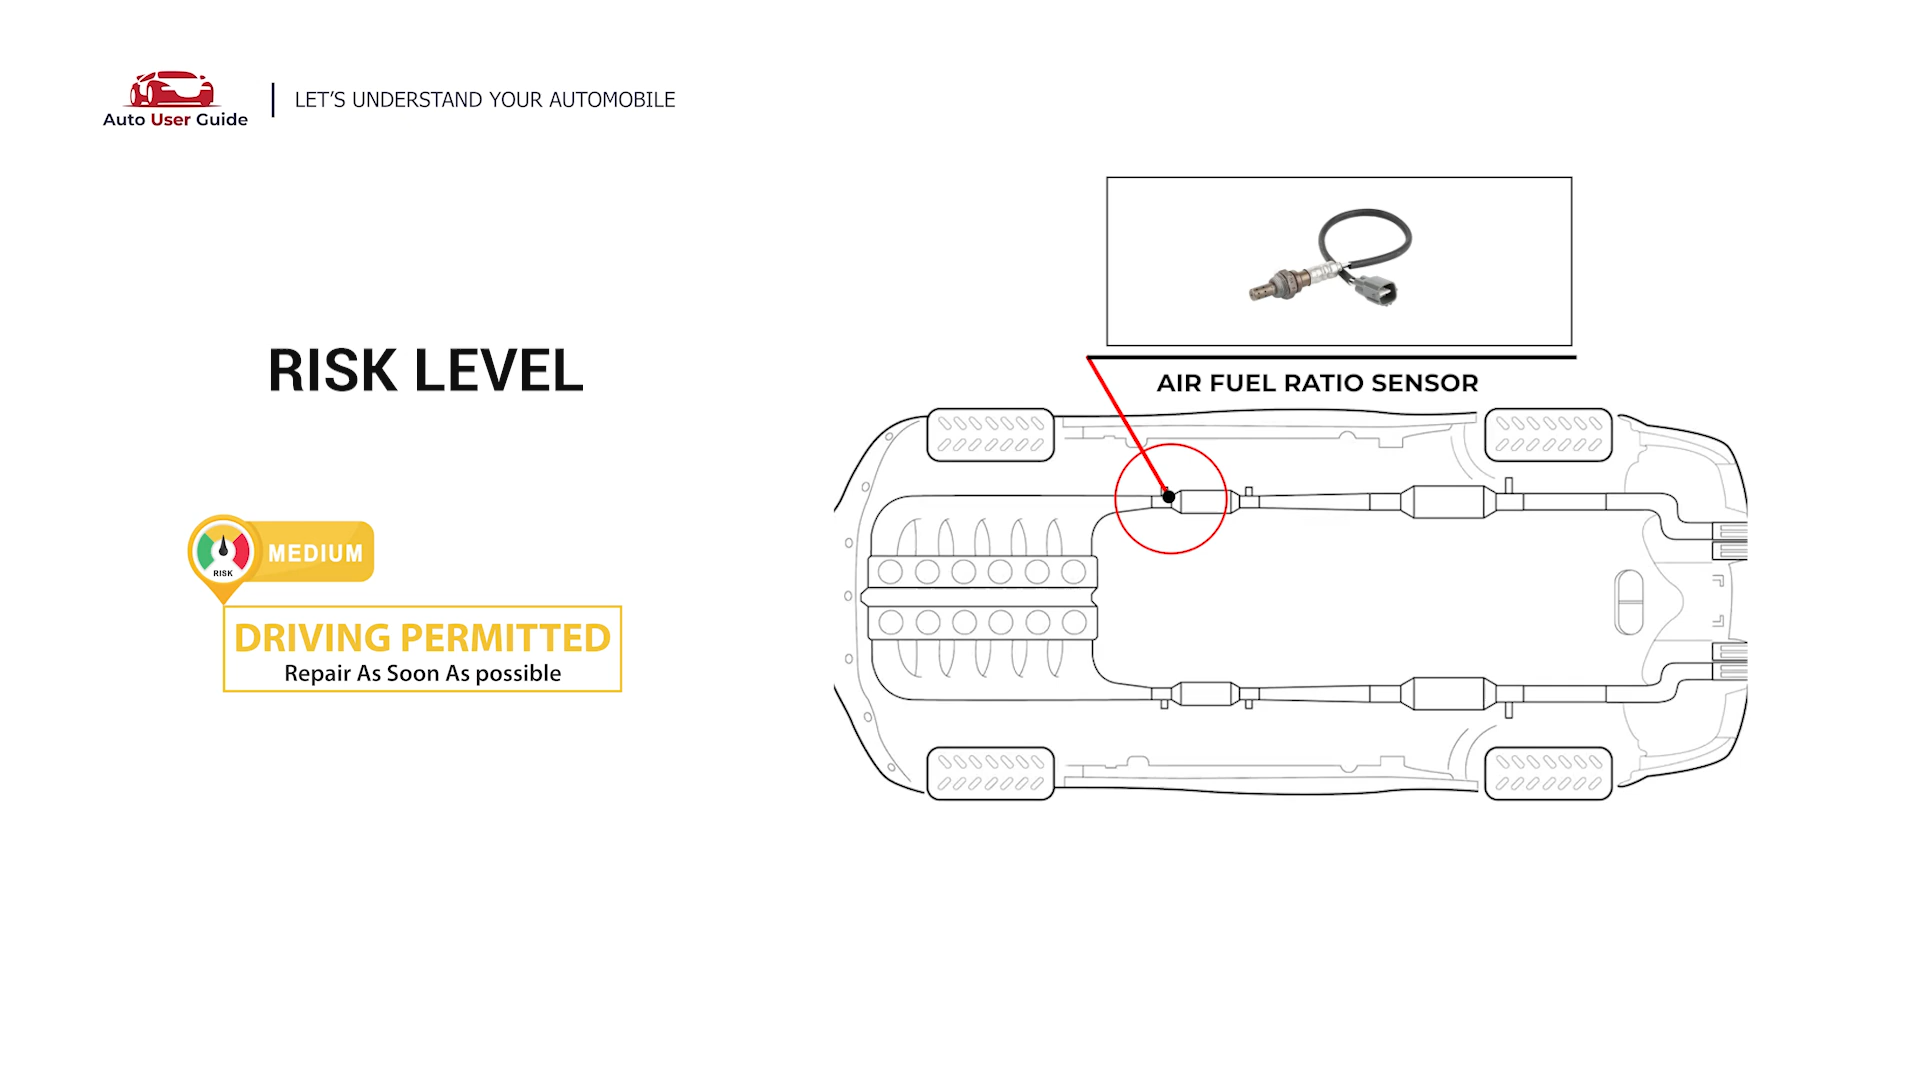 Auto User Guide
LET'S UNDERSTAND YOUR AUTOMOBILE
RISK LEVEL
RISK
MEDIUM
DRIVING PERMITTED
Repair As Soon As possible
AIR FUEL RATIO SENSOR